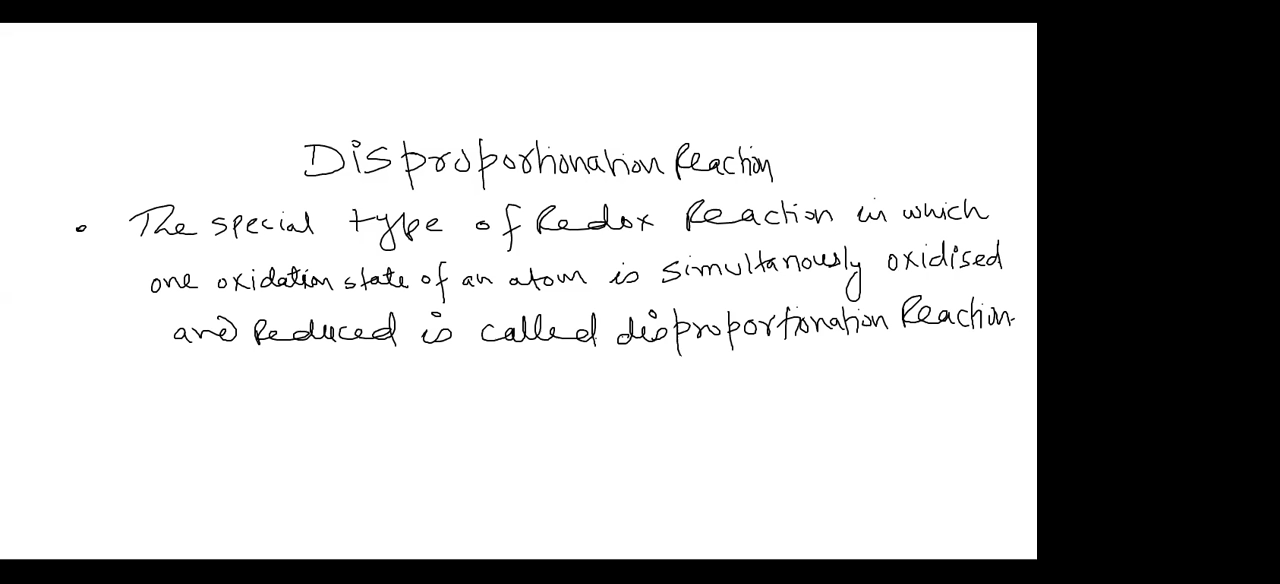 Disproportionation Reaction
• The special type of Redox Reaction in which
one oxidation state of an atom is simultanously oxidised
and Reduced is called disproportionation Reaction.